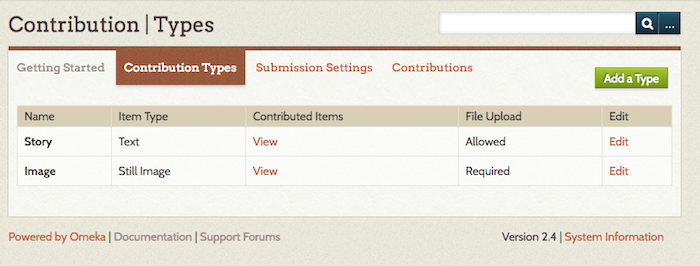 Contribution | Types
...
Getting Started Contribution Types Submission Settings Contributions
Add a Type
Name Item Type Contributed Items File Upload Edit
Story Text View Allowed Edit
Image Still Image View Required Edit
Powered by Omeka | Documentation | Support Forums Version 2.4 | System Information